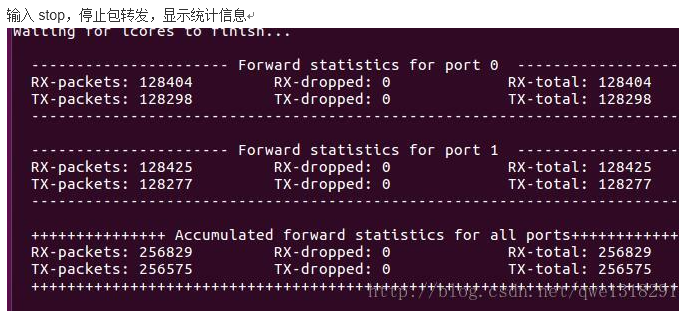 输入 stop，停止包转发，显示统计信息↵
Waiting for lcores to finish...
---------------------- Forward statistics for port 0 ------------------
RX-packets: 128404 RX-dropped: 0 RX-total: 128404
TX-packets: 128298 RX-dropped: 0 TX-total: 128298
------------------------------------------------------------------------
---------------------- Forward statistics for port 1 ------------------
RX-packets: 128425 RX-dropped: 0 RX-total: 128425
TX-packets: 128277 RX-dropped: 0 TX-total: 128277
------------------------------------------------------------------------
+++++++++++++++ Accumulated forward statistics for all ports++++++++++++
RX-packets: 256829 RX-dropped: 0 RX-total: 256829
TX-packets: 256575 RX-dropped: 0 TX-total: 256575
++++++++++++++++++++++++++++++++++++++++++++++++++++++++++++++++++++++++
http://blog.csdn.net/qwe1318291